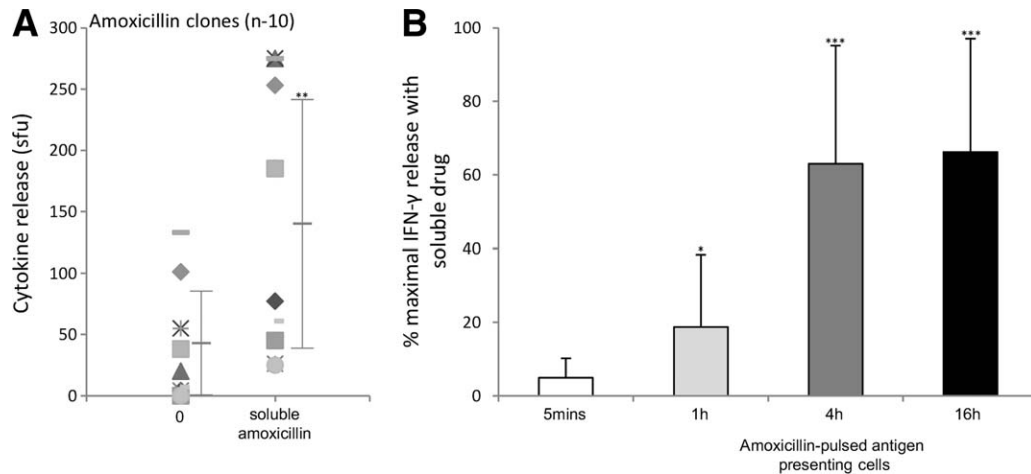 A
Amoxicillin clones (n-10)
Cytokine release (sfu)
300
250
200
150
100
50
0
**
0
soluble
amoxicillin
B
% maximal IFN-γ release with
soluble drug
100
80
60
40
20
0
*
***
***
5mins
1h
4h
16h
Amoxicillin-pulsed antigen
presenting cells